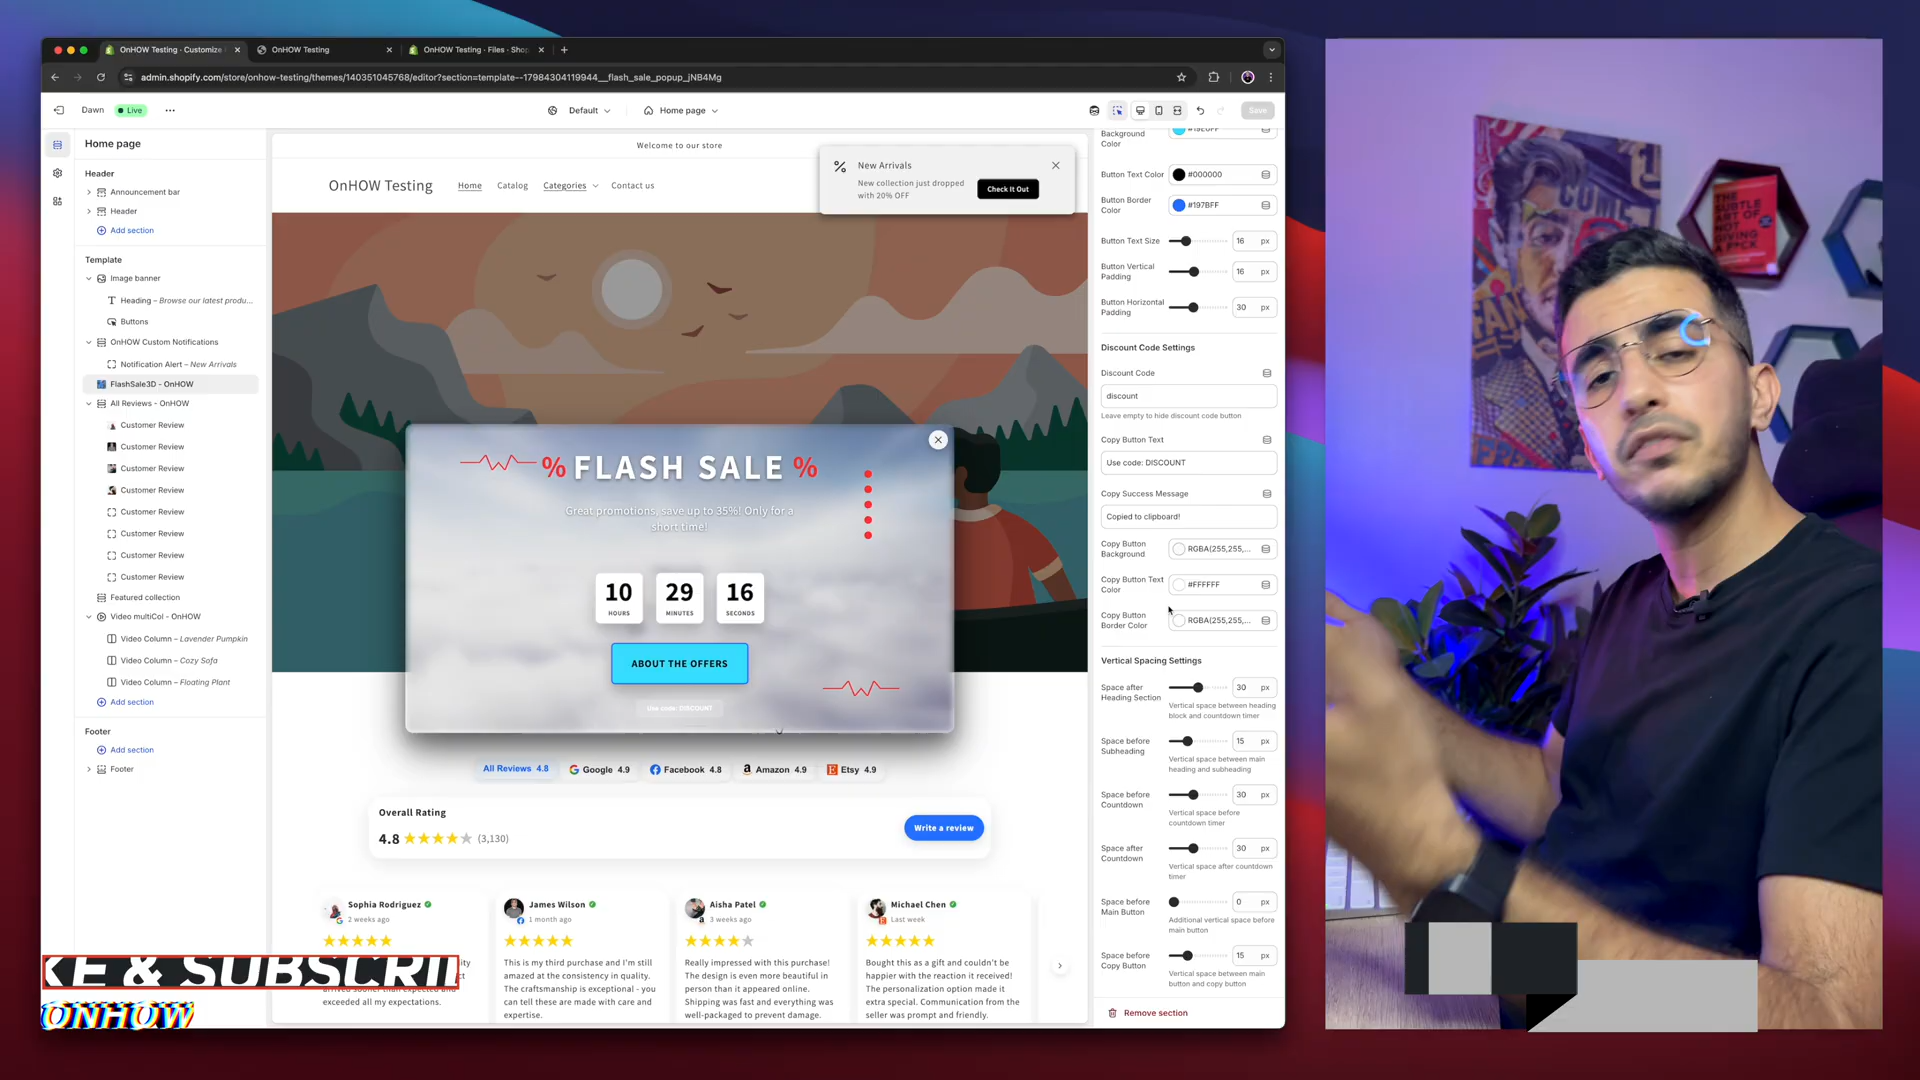 OnHOW Testing · Customize
OnHOW Testing
OnHOW Testing · Files · Shop
admin.shopify.com/store/onhow-testing/themes/140351045768/editor?section=template--17984304119944__flash_sale_popup_jNB4Mg
Dawn
Live
Default
Home page
Save
Home page
Header
Announcement bar
Header
Add section
Template
Image banner
Heading – Browse our latest produ...
Buttons
OnHOW Custom Notifications
Notification Alert – New Arrivals
FlashSale3D - OnHOW
All Reviews - OnHOW
Customer Review
Customer Review
Customer Review
Customer Review
Customer Review
Customer Review
Customer Review
Customer Review
Featured collection
Video multiCol - OnHOW
Video Column – Lavender Pumpkin
Video Column – Cozy Sofa
Video Column – Floating Plant
Add section
Footer
Add section
Footer
Welcome to our store
OnHOW Testing
Home
Catalog
Categories
Contact us
New Arrivals
New collection just dropped
with 20% OFF
Check It Out
% FLASH SALE %
Great promotions, save up to 35%! Only for a
short time!
10
HOURS
29
MINUTES
16
SECONDS
ABOUT THE OFFERS
Use code: DISCOUNT
All Reviews 4.8
Google 4.9
Facebook 4.8
Amazon 4.9
Etsy 4.9
Overall Rating
4.8
(3,130)
Write a review
Sophia Rodriguez
2 weeks ago
exceeded all my expectations.
James Wilson
1 month ago
This is my third purchase and I'm still
amazed at the consistency in quality.
The craftsmanship is exceptional - you
can tell these are made with care and
expertise.
Aisha Patel
3 weeks ago
Really impressed with this purchase!
The design is even more beautiful in
person than it appeared online.
Shipping was fast and everything was
well-packaged to prevent damage.
Michael Chen
Last week
Bought this as a gift and couldn't be
happier with the reaction it received!
The personalization option made it
extra special. Communication from the
seller was prompt and friendly.
Background
Color
Button Text Color
#000000
Button Border
Color
#197BFF
Button Text Size
16 px
Button Vertical
Padding
16 px
Button Horizontal
Padding
30 px
Discount Code Settings
Discount Code
discount
Leave empty to hide discount code button
Copy Button Text
Use code: DISCOUNT
Copy Success Message
Copied to clipboard!
Copy Button
Background
RGBA(255,255,...
Copy Button Text
Color
#FFFFFF
Copy Button
Border Color
RGBA(255,255,...
Vertical Spacing Settings
Space after
Heading Section
30 px
Vertical space between heading
block and countdown timer
Space before
Subheading
15 px
Vertical space between main
heading and subheading
Space before
Countdown
30 px
Vertical space before
countdown timer
Space after
Countdown
30 px
Vertical space after countdown
timer
Space before
Main Button
0 px
Additional vertical space before
main button
Space before
Copy Button
15 px
Vertical space between main
button and copy button
Remove section
KE & SUBSCRI
ONHOW
THE
SUBTLE
ART OF
NOT
GIVING
A F*CK